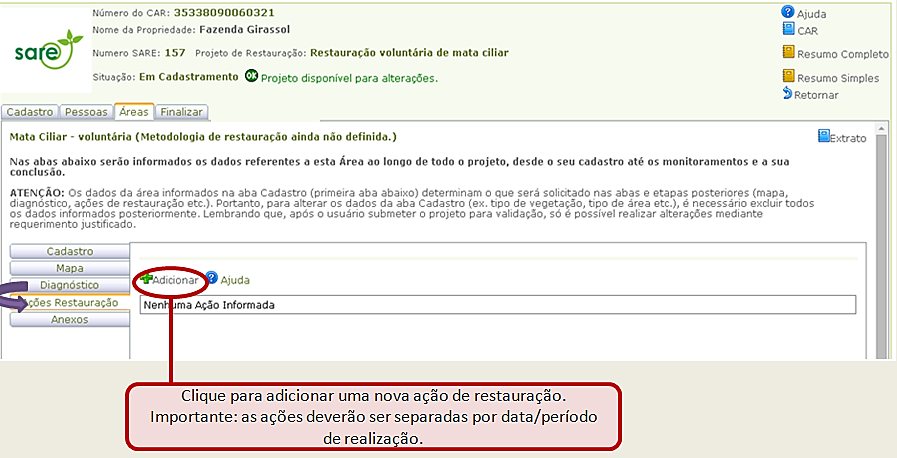 sare
Número do CAR: 35338090060321
Nome da Propriedade: Fazenda Girassol
Numero SARE: 157 Projeto de Restauração: Restauração voluntária de mata ciliar
Situação: Em Cadastramento OK Projeto disponível para alterações.
Ajuda
CAR
Resumo Completo
Resumo Simples
Retornar
Cadastro Pessoas Áreas Finalizar
Mata Ciliar - voluntária (Metodologia de restauração ainda não definida.)
Extrato
Nas abas abaixo serão informados os dados referentes a esta Área ao longo de todo o projeto, desde o seu cadastro até os monitoramentos e a sua
conclusão.
ATENÇÃO: Os dados da área informados na aba Cadastro (primeira aba abaixo) determinam o que será solicitado nas abas e etapas posteriores (mapa,
diagnóstico, ações de restauração etc.). Portanto, para alterar os dados da aba Cadastro (ex. tipo de vegetação, tipo de área etc.), é necessário excluir todos
os dados informados posteriormente. Lembrando que, após o usuário submeter o projeto para validação, só é possível realizar alterações mediante
requerimento justificado.
Cadastro
Mapa
Diagnóstico
Ações Restauração
Anexos
Adicionar ? Ajuda
Nenhuma Ação Informada
Clique para adicionar uma nova ação de restauração.
Importante: as ações deverão ser separadas por data/período
de realização.